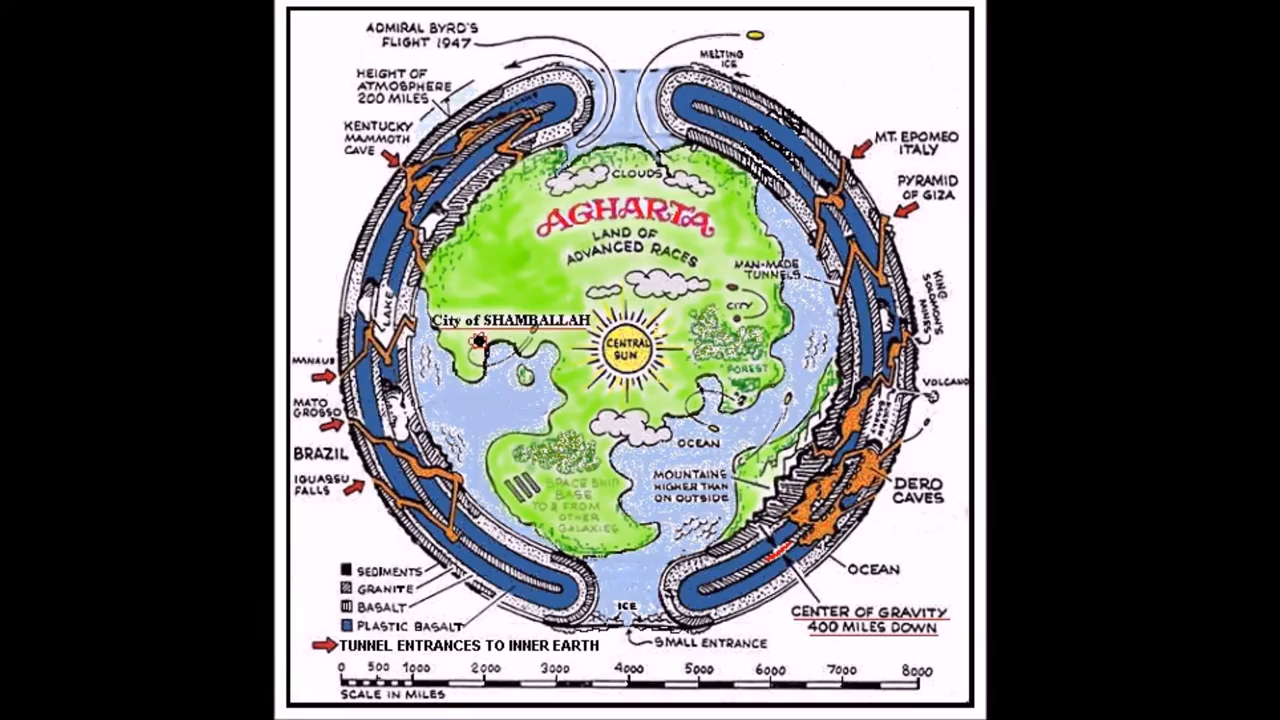 ADMIRAL BYRD'S
FLIGHT 1947
MELTING
ICE
HEIGHT OF
ATMOSPHERE
200 MILES
LAKE
KENTUCKY
MAMMOTH
CAVE
MT. EPOMEO
ITALY
PYRAMID
OF GIZA
CLOUDS
AGHARTA
LAND OF
ADVANCED RACES
MAN-MADE
TUNNELS
KING
SOLOMON'S
MINES
CITY
LAKE
City of SHAMBALLAH
CENTRAL
SUN
FOREST
MANAUS
VOLCANO
MATO
GROSSO
OCEAN
BRAZIL
MOUNTAINS
HIGHER THAN
ON OUTSIDE
IGUASSU
FALLS
SPACE SHIP
BASE
TO & FROM
OTHER
GALAXIES
DERO
CAVES
OCEAN
SEDIMENTS
GRANITE
BASALT
PLASTIC BASALT
ICE
CENTER OF GRAVITY
400 MILES DOWN
SMALL ENTRANCE
TUNNEL ENTRANCES TO INNER EARTH
0 500 1000 2000 3000 4000 5000 6000 7000 8000
SCALE IN MILES